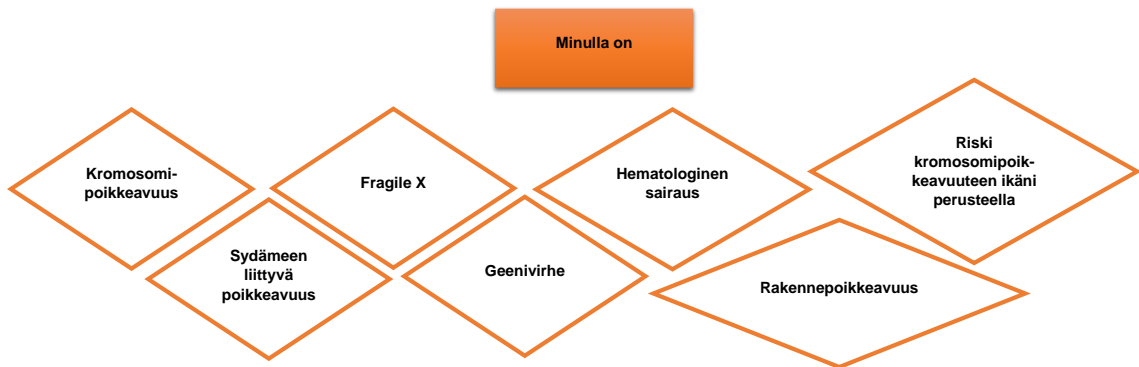 Minulla on
Kromosomi-
poikkeavuus
Fragile X
Hematologinen
sairaus
Riski
kromosomipoik-
keavuuteen ikäni
perusteella
Sydämeen
liittyvä
poikkeavuus
Geenivirhe
Rakennepoikkeavuus